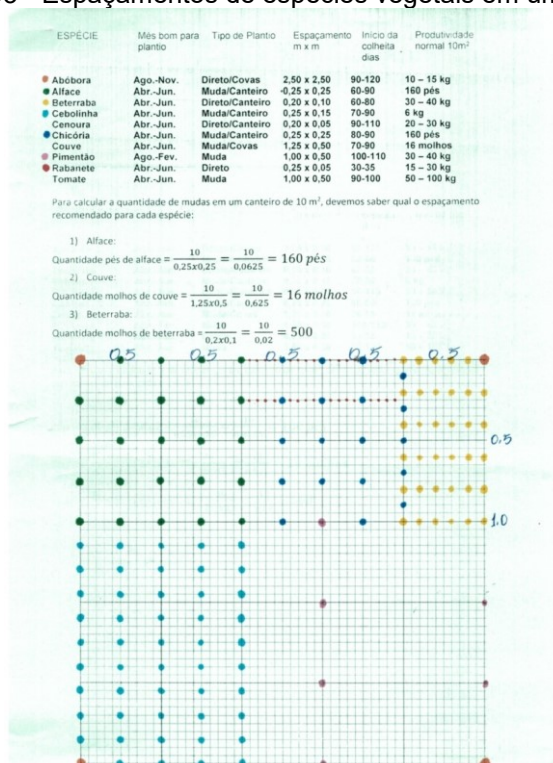 Espaçamentos de espécies vegetais em um
ESPÉCIE Mês bom para plantio Tipo de Plantio Espaçamento m x m Inicio da colheita dias Produtividade normal 10m²
Abóbora Ago.-Nov. Direto/Covas 2,50 x 2,50 90-120 10 – 15 kg
Alface Abr.-Jun. Muda/Canteiro -0,25 x 0,25 60-90 160 pés
Beterraba Abr.-Jun. Direto/Canteiro 0,20 x 0,10 60-80 30 – 40 kg
Cebolinha Abr.-Jun. Muda/Canteiro 0,25 x 0,15 70-90 6 kg
Cenoura Abr.-Jun. Direto/Canteiro 0,20 x 0,05 90-110 20 – 30 kg
Chicória Abr.-Jun. Muda/Canteiro 0,25 x 0,25 80-90 160 pés
Couve Abr.-Jun. Muda/Covas 1,25 x 0,50 70-90 16 molhos
Pimentão Ago.-Fev. Muda 1,00 x 0,50 100-110 30 – 40 kg
Rabanete Abr.-Jun. Direto 0,25 x 0,05 30-35 15 – 30 kg
Tomate Abr.-Jun. Muda 1,00 x 0,50 90-100 50 – 100 kg
Para calcular a quantidade de mudas em um canteiro de 10 m², devemos saber qual o espaçamento
recomendado para cada espécie:
1) Alface:
Quantidade pés de alface = 10/0,25x0,25 = 10/0,0625 = 160 pés
2) Couve:
Quantidade molhos de couve = 10/1,25x0,5 = 10/0,625 = 16 molhos
3) Beterraba:
Quantidade molhos de beterraba = 10/0,2x0,1 = 10/0,02 = 500
0,5 0,5 0,5 0,5 0,5
0,5
1,0